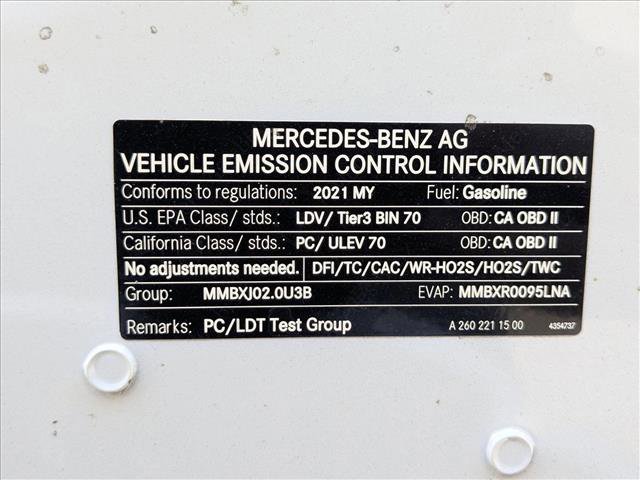 MERCEDES-BENZ AG
VEHICLE EMISSION CONTROL INFORMATION
Conforms to regulations: 2021 MY Fuel: Gasoline
U.S. EPA Class/ stds.: LDV/ Tier3 BIN 70 OBD: CA OBD II
California Class/ stds.: PC/ ULEV 70 OBD: CA OBD II
No adjustments needed. DFI/TC/CAC/WR-HO2S/HO2S/TWC
Group: MMBXJ02.0U3B EVAP: MMBXR0095LNA
Remarks: PC/LDT Test Group A 260 221 15 00 4354737